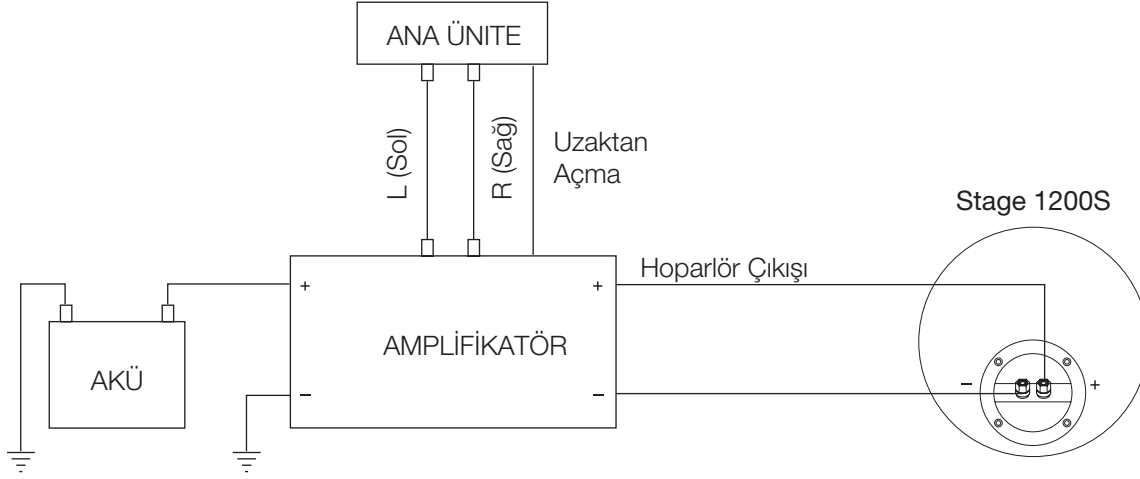 ANA ÜNITE
L (Sol)
R (Sağ)
Uzaktan
Açma
Stage 1200S
Hoparlör Çıkışı
+
+
AMPLİFİKATÖR
AKÜ
–
–
–
+